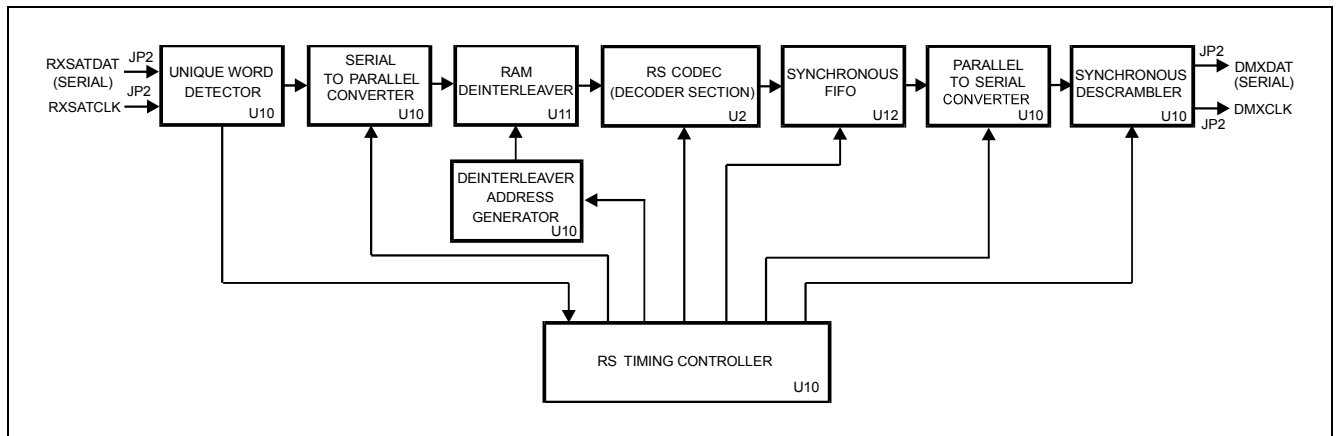 RXSATDAT
(SERIAL)
JP2
JP2
RXSATCLK
UNIQUE WORD
DETECTOR
U10
SERIAL
TO PARALLEL
CONVERTER
U10
RAM
DEINTERLEAVER
U11
RS CODEC
(DECODER SECTION)
U2
SYNCHRONOUS
FIFO
U12
PARALLEL
TO SERIAL
CONVERTER
U10
SYNCHRONOUS
DESCRAMBLER
U10
JP2
DMXDAT
(SERIAL)
DMXCLK
JP2
DEINTERLEAVER
ADDRESS
GENERATOR
U10
RS TIMING CONTROLLER
U10